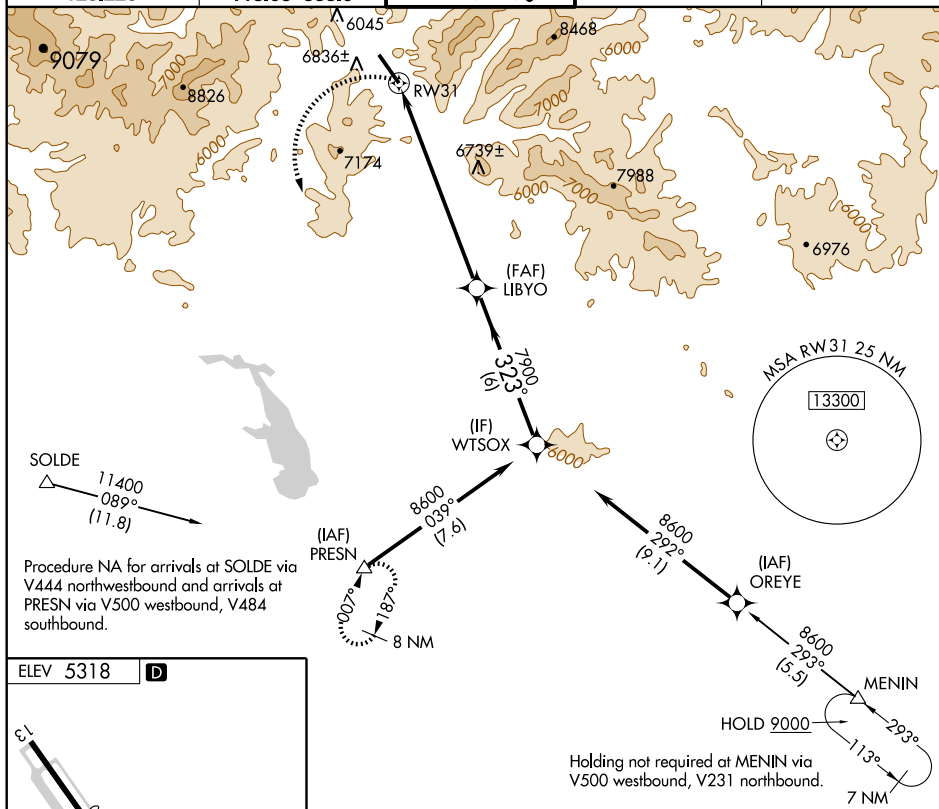 6045
9079
8826
7000
6000
6836±
RW31
7174
8468
6000
7000
6739±
6000
7000
7988
6000
6976
(FAF)
LIBYO
7900
323°
(6)
(IF)
WTSOX
6000
MSA RW31 25 NM
13300
SOLDE
11400
089°
(11.8)
8600
039°
(7.6)
(IAF)
PRESN
007°
187°
8 NM
8600
292°
(9.1)
(IAF)
OREYE
8600
293°
(5.5)
MENIN
HOLD 9000
293°
113°
7 NM
Procedure NA for arrivals at SOLDE via
V444 northwestbound and arrivals at
PRESN via V500 westbound, V484
southbound.
Holding not required at MENIN via
V500 westbound, V231 northbound.
ELEV 5318 D
13